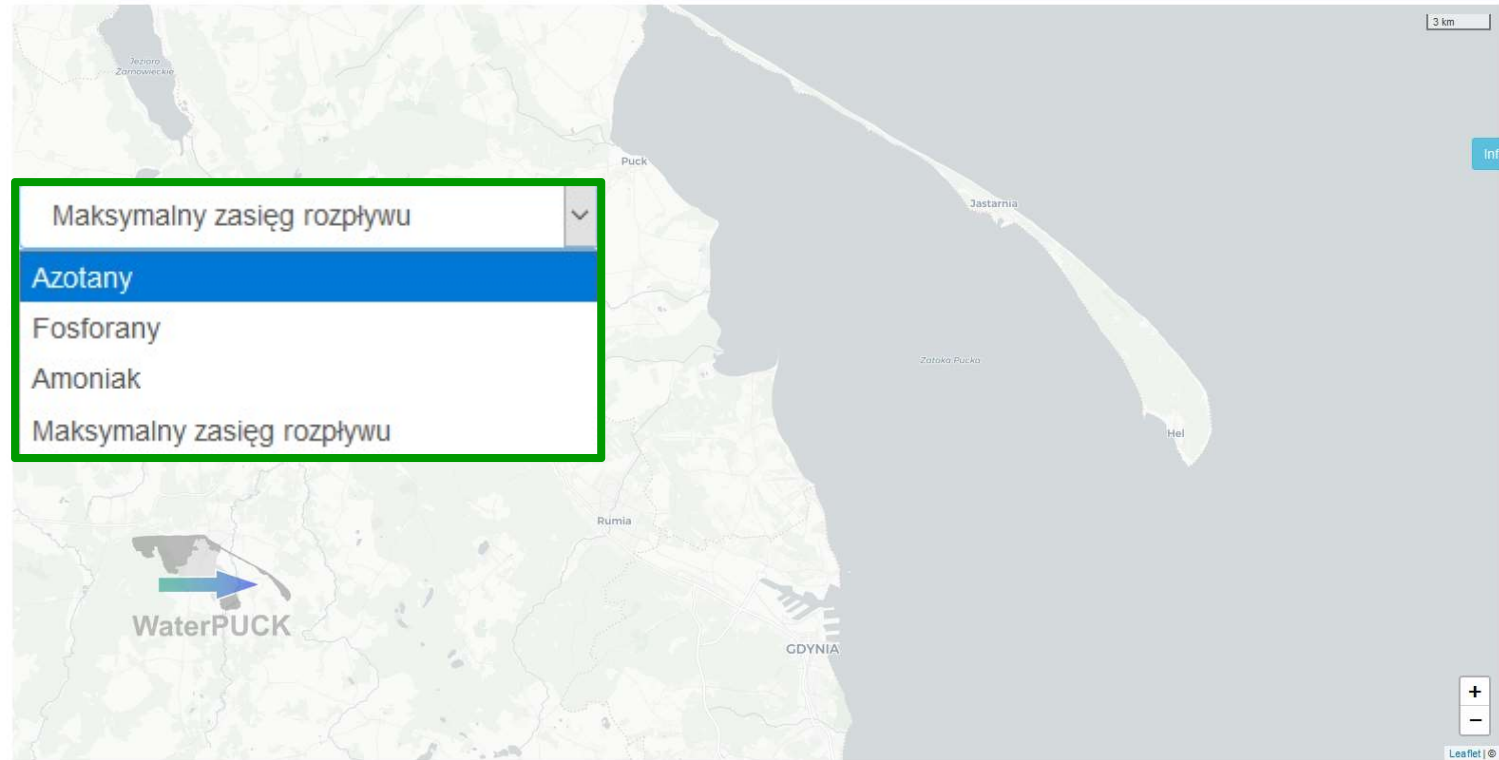 3 km
Jezioro
Żarnowieckie
Puck
Inf
Maksymalny zasięg rozpływu
Jastarnia
Azotany
Fosforany
Zatoka Pucka
Amoniak
Maksymalny zasięg rozpływu
Hel
Rumia
WaterPUCK
GDYNIA
+
−
Leaflet | ©